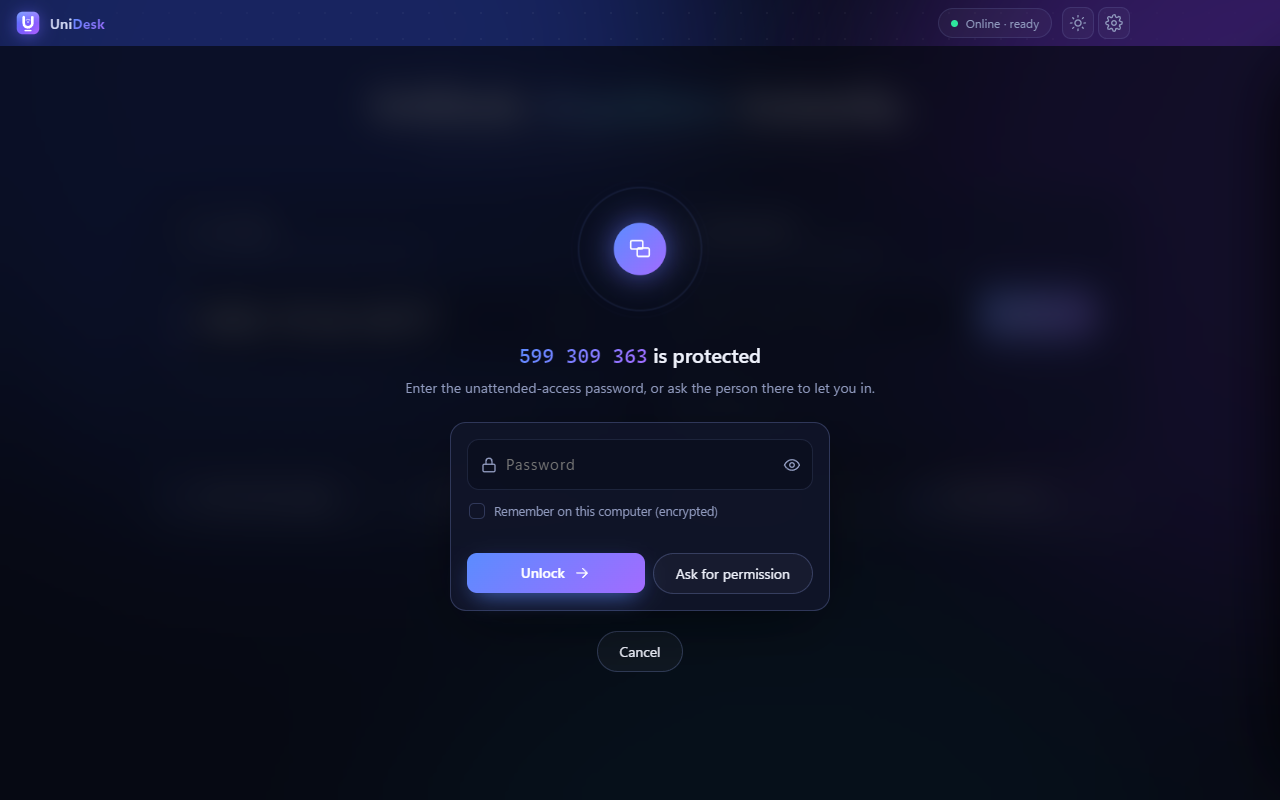 UniDesk
Online · ready
599 309 363 is protected
Enter the unattended-access password, or ask the person there to let you in.
Password
Remember on this computer (encrypted)
Unlock →
Ask for permission
Cancel